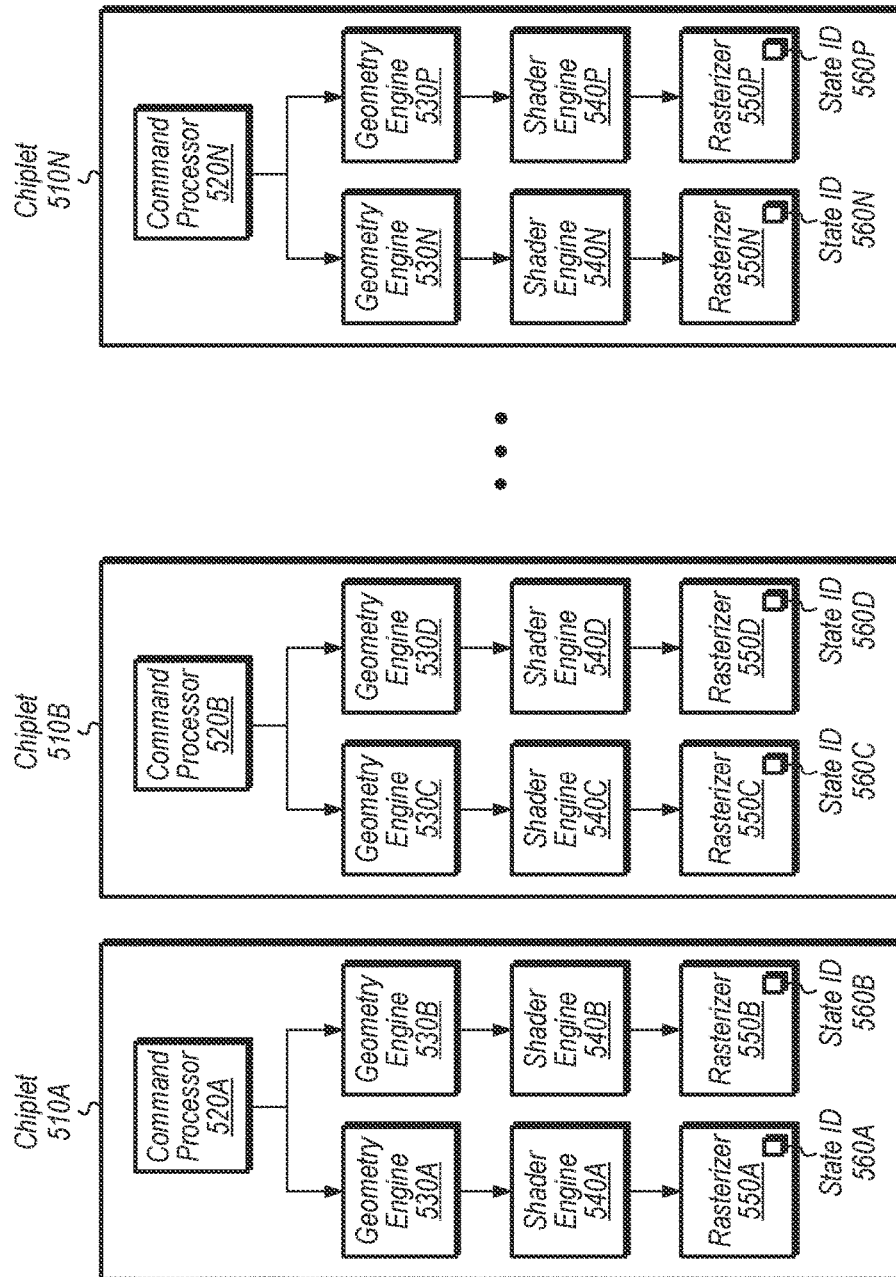 Chiplet
510A
Command
Processor
520A
Geometry
Engine
530A
Geometry
Engine
530B
Shader
Engine
540A
Shader
Engine
540B
Rasterizer
550A
Rasterizer
550B
State ID
560A
State ID
560B
Chiplet
510B
Command
Processor
520B
Geometry
Engine
530C
Geometry
Engine
530D
Shader
Engine
540C
Shader
Engine
540D
Rasterizer
550C
Rasterizer
550D
State ID
560C
State ID
560D
Chiplet
510N
Command
Processor
520N
Geometry
Engine
530N
Geometry
Engine
530P
Shader
Engine
540N
Shader
Engine
540P
Rasterizer
550N
Rasterizer
550P
State ID
560N
State ID
560P